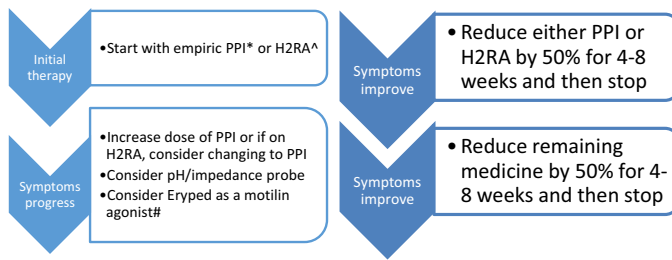 Initial
therapy
•Start with empiric PPI* or H2RA^
Symptoms
progress
•Increase dose of PPI or if on
H2RA, consider changing to PPI
•Consider pH/impedance probe
•Consider Eryped as a motilin
agonist#
Symptoms
improve
• Reduce either PPI or
H2RA by 50% for 4-8
weeks and then stop
Symptoms
improve
• Reduce remaining
medicine by 50% for 4-
8 weeks and then stop